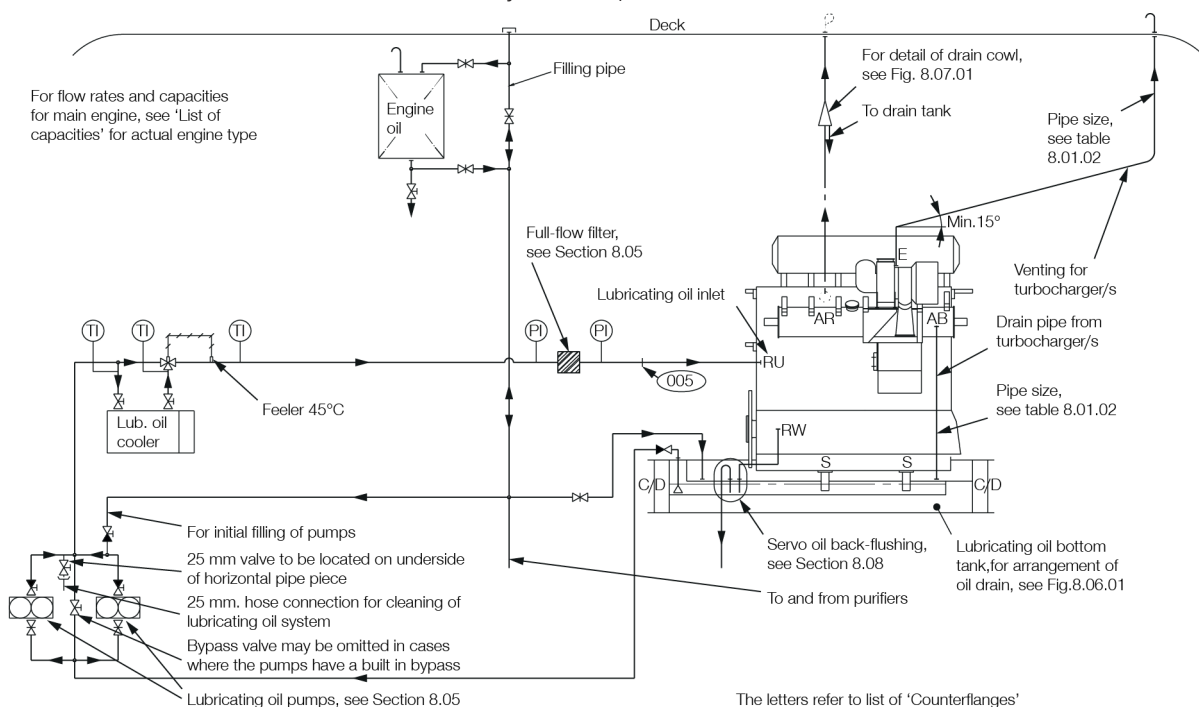 Deck
For detail of drain cowl,
see Fig. 8.07.01
Filling pipe
For flow rates and capacities
for main engine, see 'List of
capacities' for actual engine type
Engine
oil
To drain tank
Pipe size,
see table
8.01.02
Min.15°
Full-flow filter,
see Section 8.05
E
Venting for
turbocharger/s
Lubricating oil inlet
AR
AB
Drain pipe from
turbocharger/s
TI
TI
TI
PI
PI
RU
005
Feeler 45°C
Lub. oil
cooler
Pipe size,
see table 8.01.02
RW
S
S
C/D
C/D
For initial filling of pumps
25 mm valve to be located on underside
of horizontal pipe piece
25 mm. hose connection for cleaning of
lubricating oil system
Bypass valve may be omitted in cases
where the pumps have a built in bypass
Lubricating oil pumps, see Section 8.05
Servo oil back-flushing,
see Section 8.08
Lubricating oil bottom
tank,for arrangement of
oil drain, see Fig.8.06.01
To and from purifiers
The letters refer to list of 'Counterflanges'